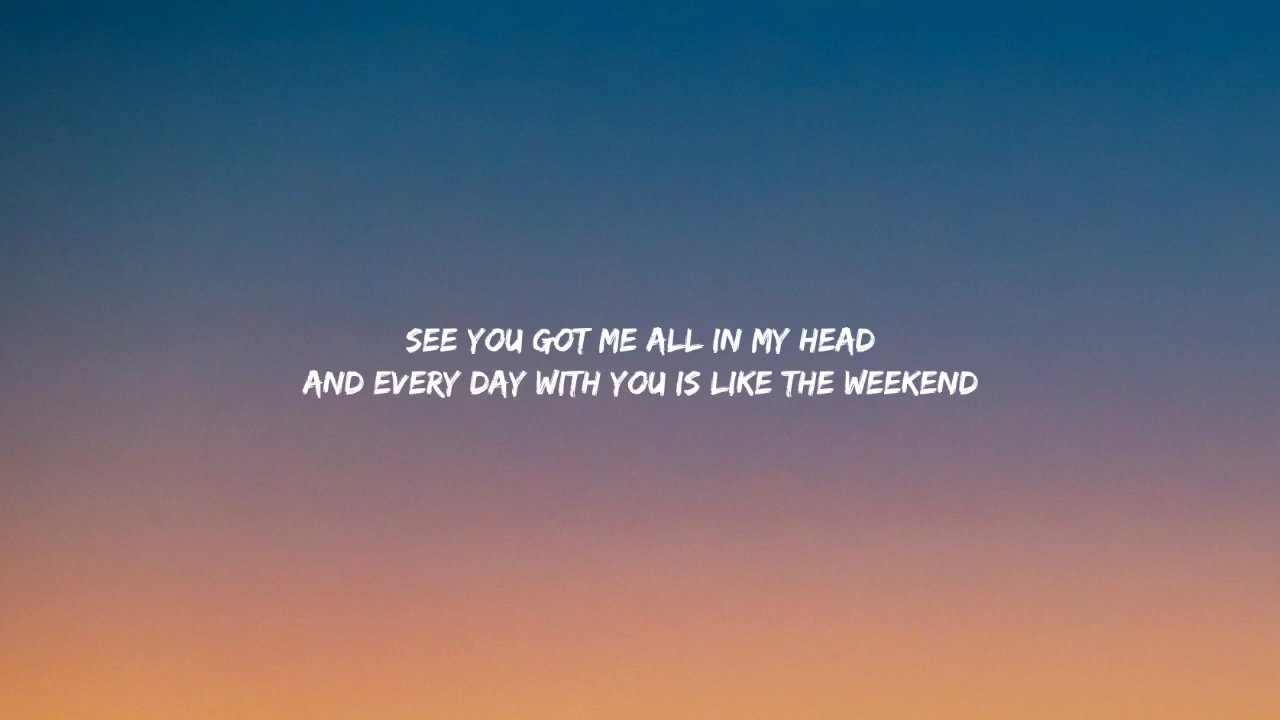 SEE YOU GOT ME ALL IN MY HEAD
AND EVERY DAY WITH YOU IS LIKE THE WEEKEND